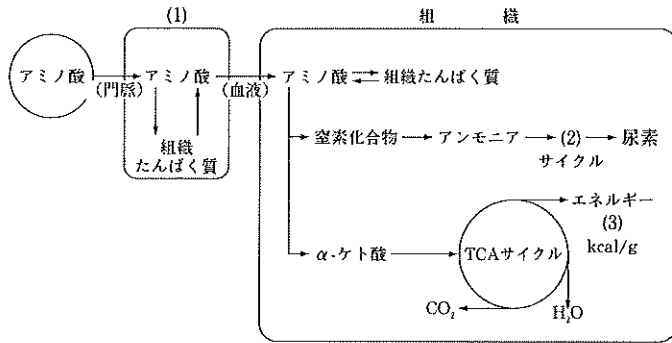 (1)
組織
アミノ酸
(門脈)
アミノ酸
(血液)
アミノ酸
組織たんぱく質
組織
たんぱく質
窒素化合物
アンモニア
(2)
サイクル
尿素
α-ケト酸
TCAサイクル
エネルギー
(3)
kcal/g
CO₂
H₂O